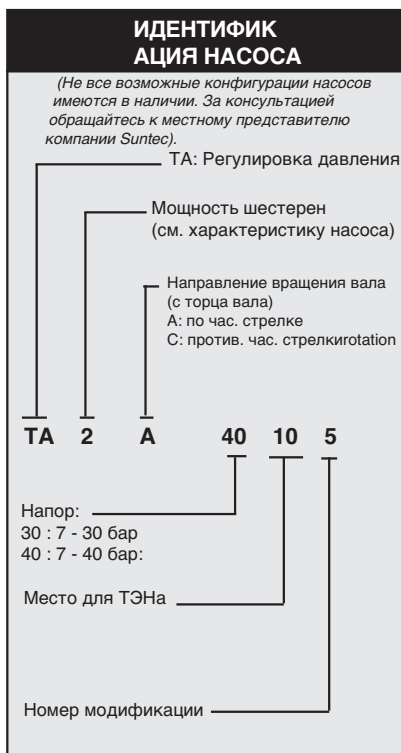 ИДЕНТИФИК
АЦИЯ НАСОСА
(Не все возможные конфигурации насосов
имеются в наличии. За консультацией
обращайтесь к местному представителю
компании Suntec).
TA: Регулировка давления
Мощность шестерен
(см. характеристику насоса)
Направление вращения вала
(с торца вала)
A: по час. стрелке
C: против. час. стрелкиrotation
TA 2 A 40 10 5
Напор:
30 : 7 - 30 бар
40 : 7 - 40 бар:
Место для ТЭНа
Номер модификации